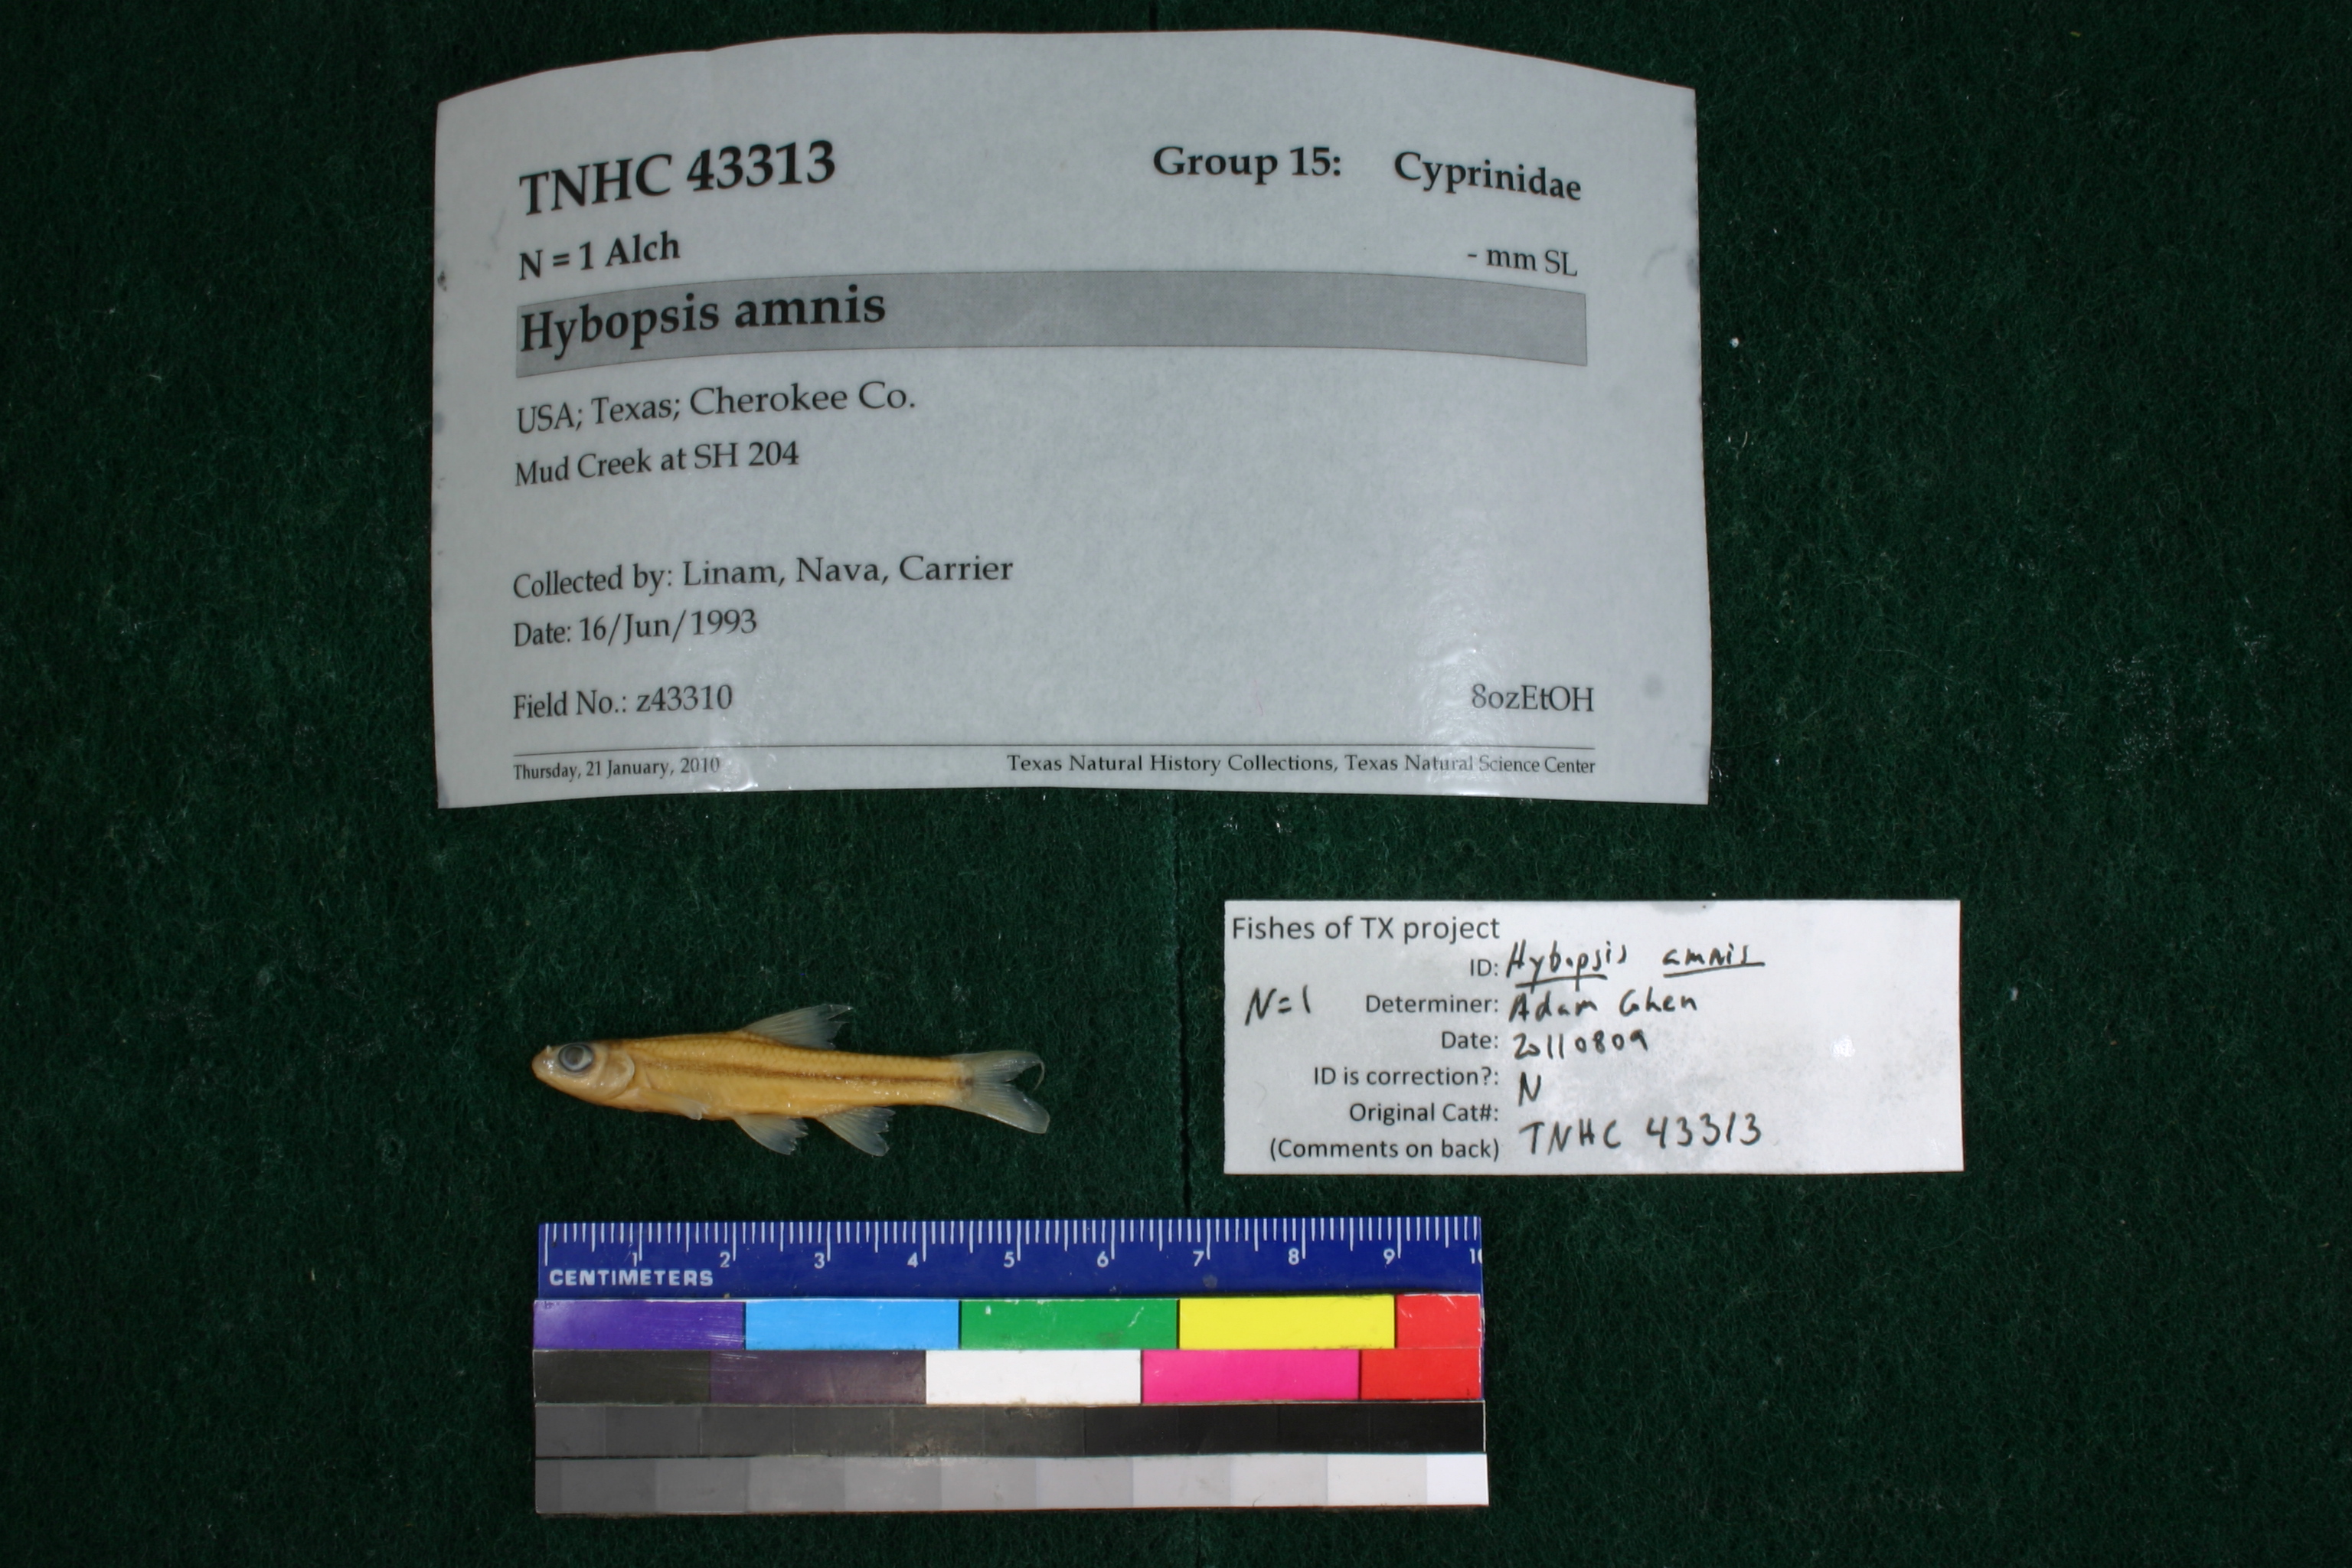 TNHC 43313 Group 15: Cyprinidae
N = 1 Alch - mm SL
Hybopsis amnis
USA; Texas; Cherokee Co.
Mud Creek at SH 204
Collected by: Linam, Nava, Carrier
Date: 16/Jun/1993
Field No.: z43310 8ozEtOH
Thursday, 21 January, 2010 Texas Natural History Collections, Texas Natural Science Center
Fishes of TX project
ID: Hybopsis amnis
N=1 Determiner: Adam Cohen
Date: 20110809
ID is correction?: N
Original Cat#: TNHC 43313
(Comments on back)
1 2 3 4 5 6 7 8 9 10
CENTIMETERS